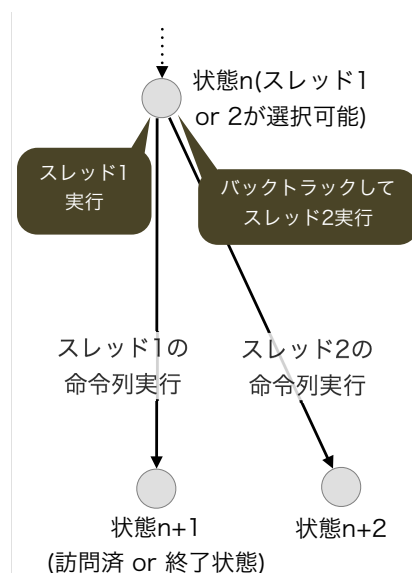 状態n(スレッド1
or 2が選択可能)
スレッド1
実行
バックトラックして
スレッド2実行
スレッド1の
命令列実行
スレッド2の
命令列実行
状態n+1
(訪問済 or 終了状態)
状態n+2